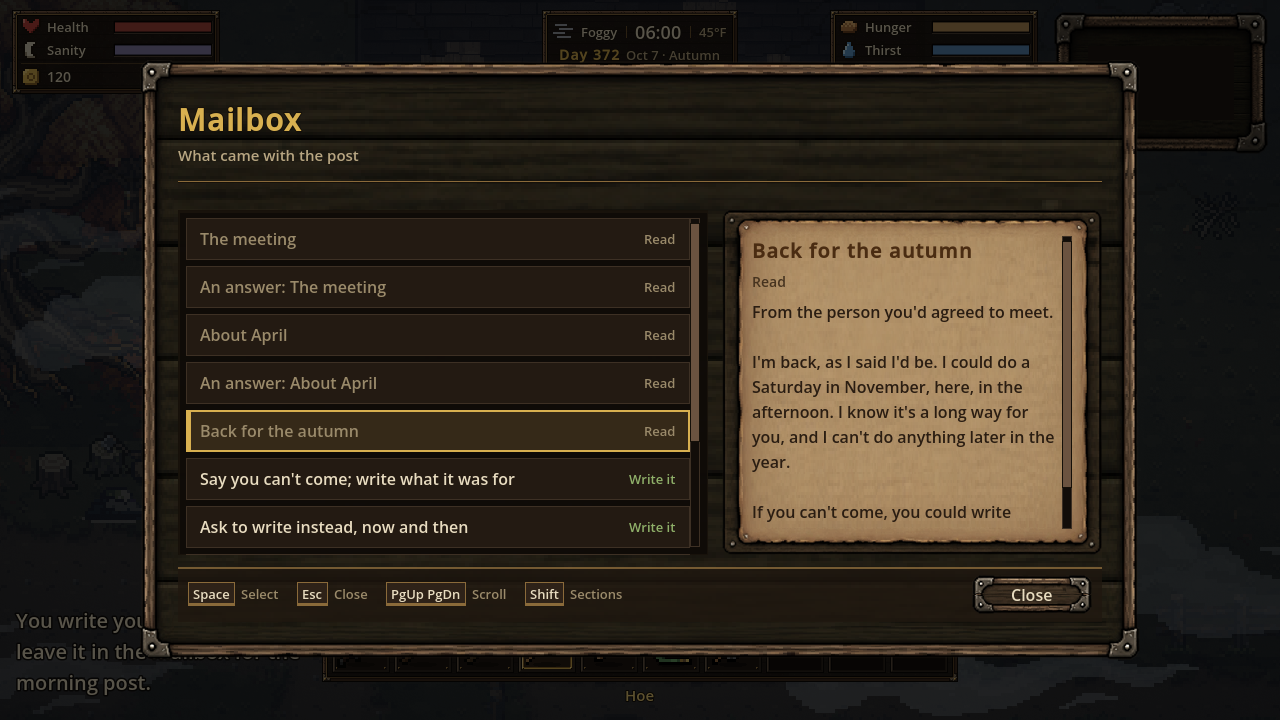 Health
Sanity
120
Foggy 06:00 45°F
Day 372 Oct 7 · Autumn
Hunger
Thirst
Mailbox
What came with the post
The meeting Read
An answer: The meeting Read
About April Read
An answer: About April Read
Back for the autumn Read
Say you can't come; write what it was for Write it
Ask to write instead, now and then Write it
Back for the autumn
Read
From the person you'd agreed to meet.
I'm back, as I said I'd be. I could do a
Saturday in November, here, in the
afternoon. I know it's a long way for
you, and I can't do anything later in the
year.
If you can't come, you could write
Space Select Esc Close PgUp PgDn Scroll Shift Sections
Close
You write you
leave it in the
morning post.
Hoe